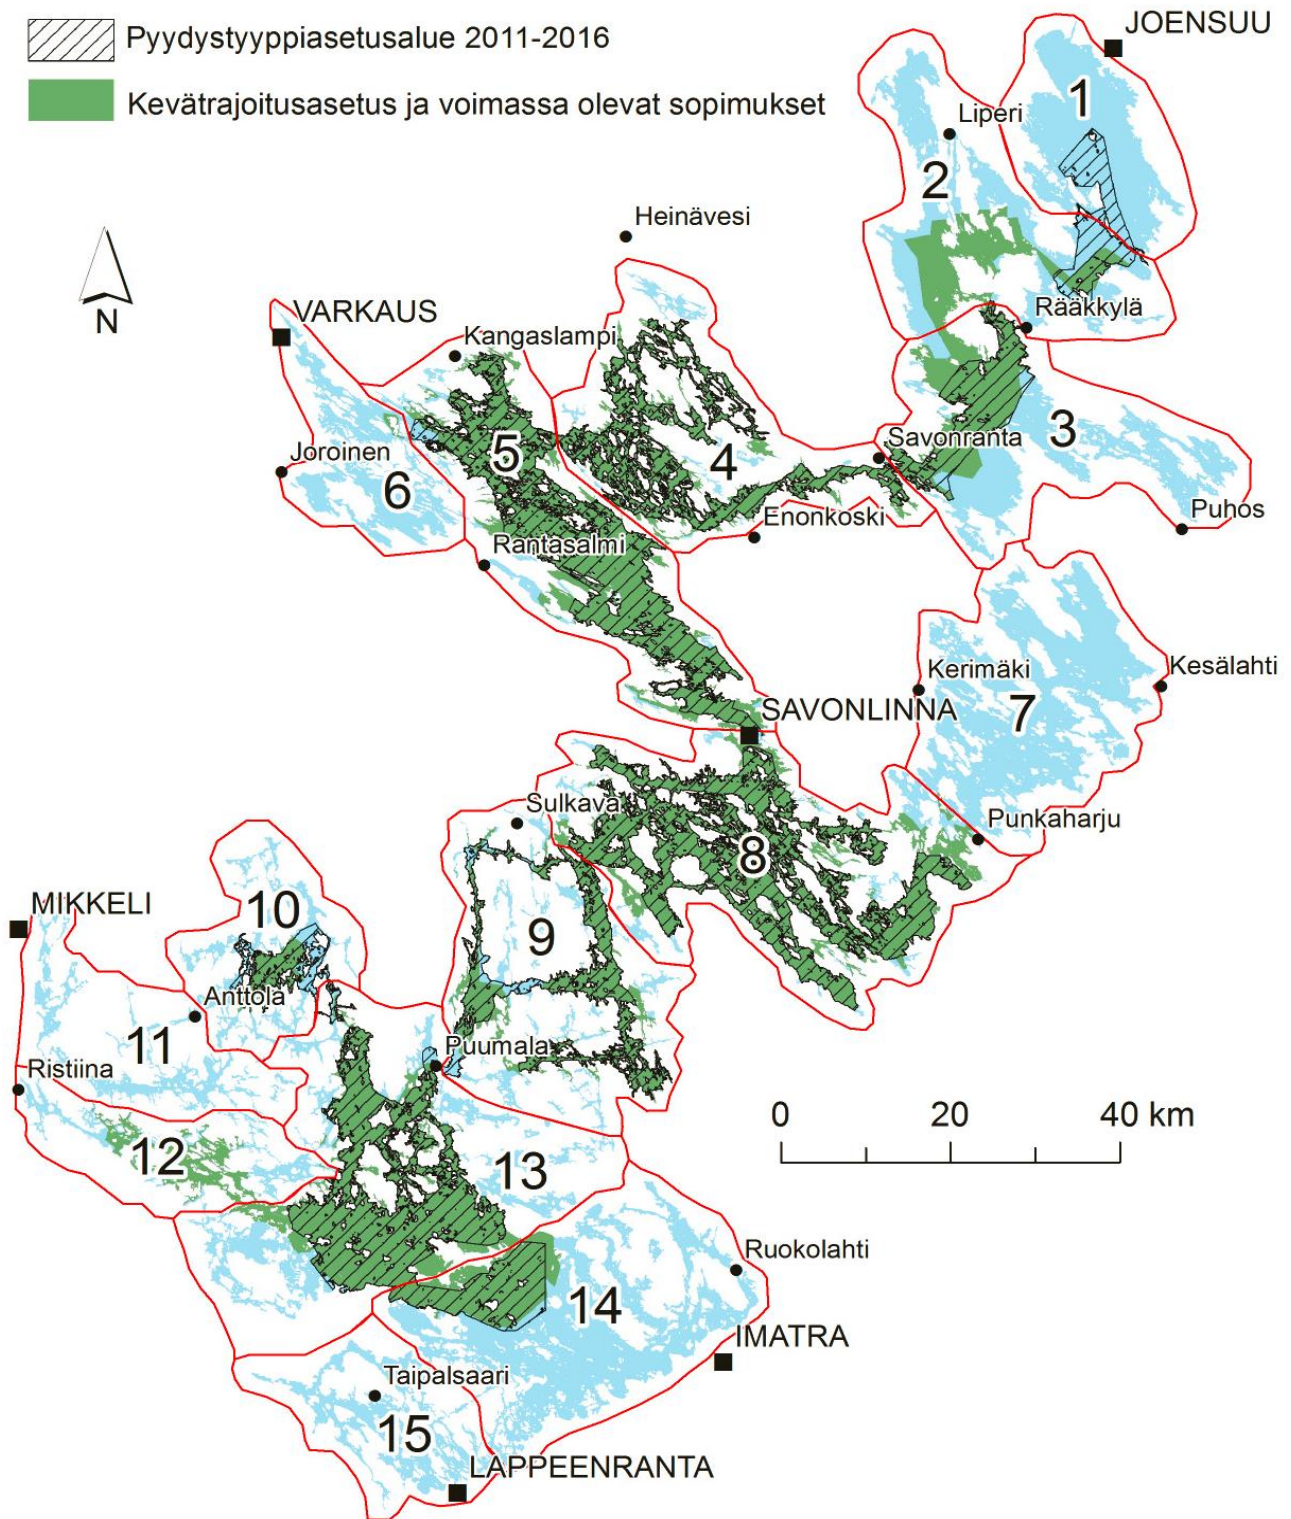 Pyydystyyppiasetusalue 2011-2016
Kevätrajoitusasetus ja voimassa olevat sopimukset
JOENSUU
1
Liperi
2
Heinävesi
N
VARKAUS
Rääkkylä
Kangaslampi
3
Savonranta
Joroinen
5
4
6
Puhos
Enonkoski
Rantasalmi
Kerimäki
Kesälahti
7
SAVONLINNA
Sulkava
Punkaharju
8
MIKKELI
10
9
Anttola
11
Puumala
Ristiina
0 20 40 km
12
13
Ruokolahti
14
IMATRA
Taipalsaari
15
LAPPEENRANTA